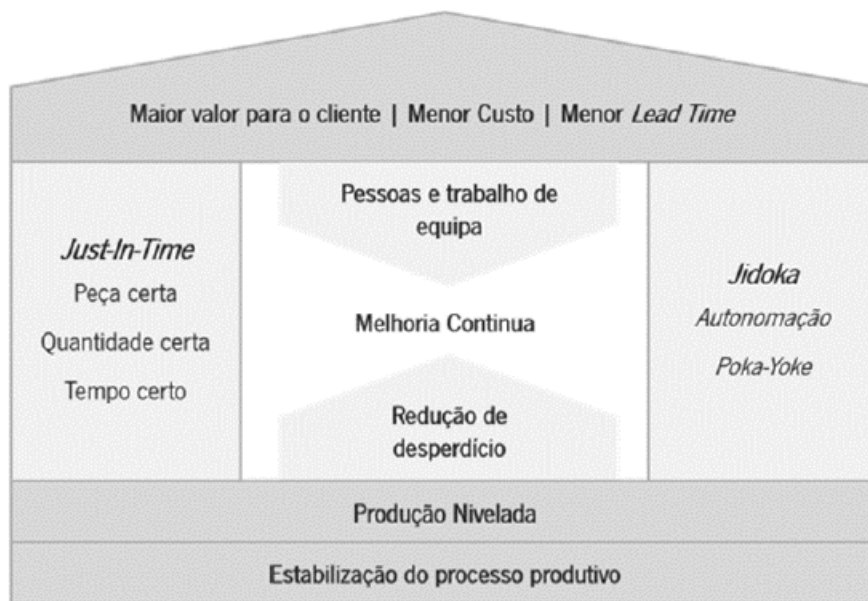 Maior valor para o cliente | Menor Custo | Menor Lead Time
Just-In-Time
Peça certa
Quantidade certa
Tempo certo
Pessoas e trabalho de
equipa
Melhoria Continua
Redução de
desperdício
Jidoka
Autonomação
Poka-Yoke
Produção Nivelada
Estabilização do processo produtivo